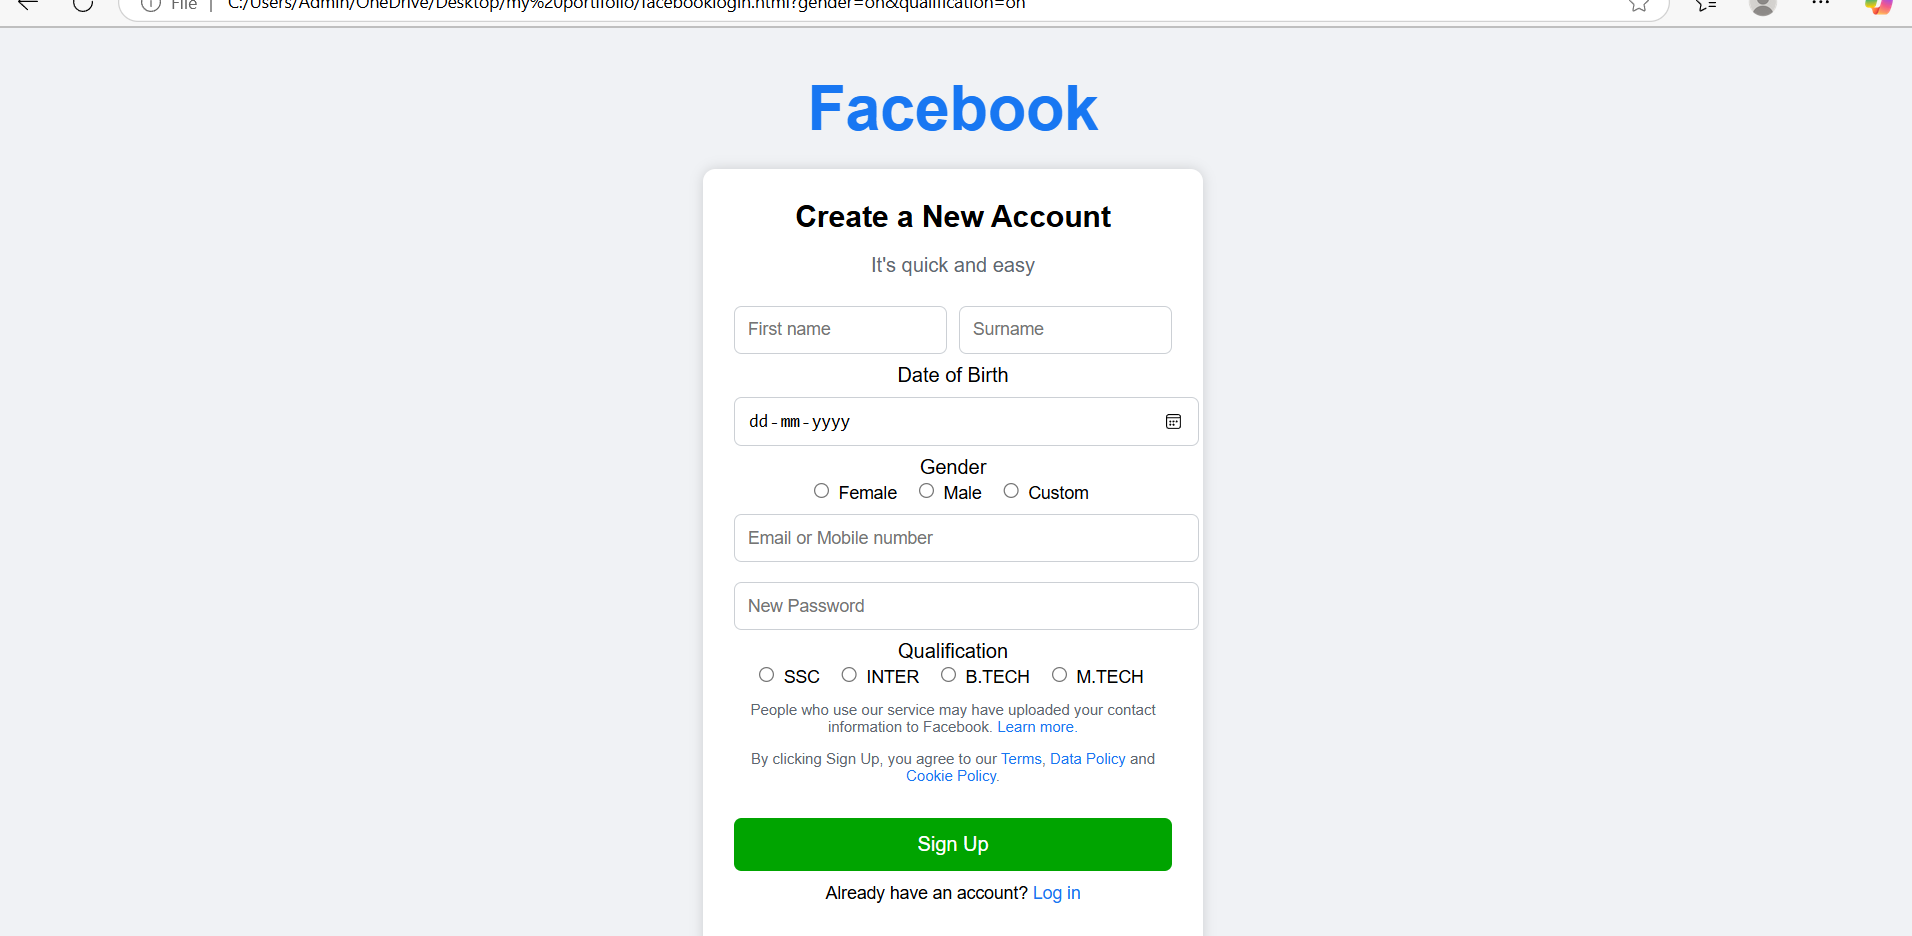 File | C:/Users/Admin/OneDrive/Desktop/my%20portifolio/facebooklogin.html?gender=on&qualification=on
Facebook
Create a New Account
It's quick and easy
First name Surname
Date of Birth
dd-mm-yyyy
Gender
Female Male Custom
Email or Mobile number
New Password
Qualification
SSC INTER B.TECH M.TECH
People who use our service may have uploaded your contact
information to Facebook. Learn more.
By clicking Sign Up, you agree to our Terms, Data Policy and
Cookie Policy.
Sign Up
Already have an account? Log in